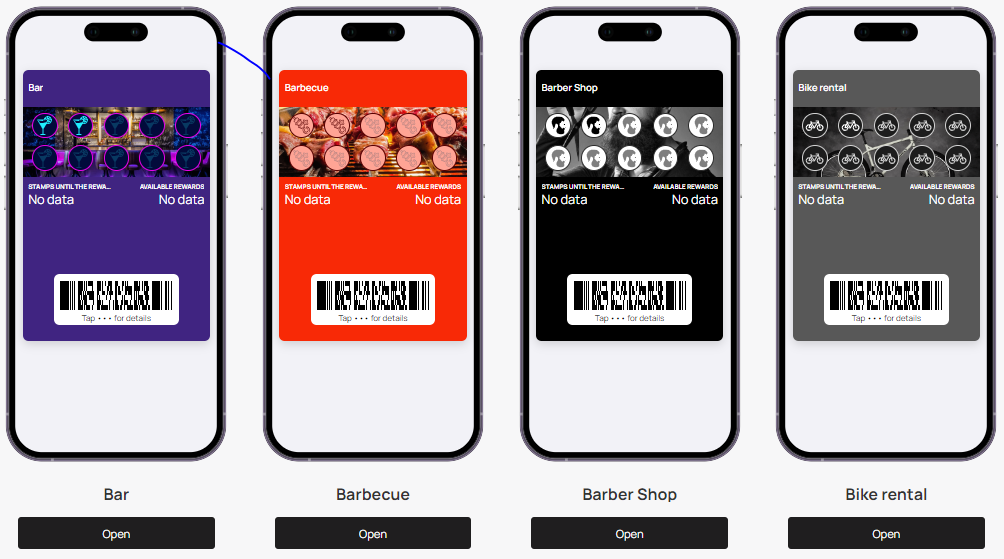 Bar
Barbecue
Barber Shop
Bike rental
STAMPS UNTIL THE REWA... AVAILABLE REWARDS
No data No data
STAMPS UNTIL THE REWA... AVAILABLE REWARDS
No data No data
STAMPS UNTIL THE REWA... AVAILABLE REWARDS
No data No data
STAMPS UNTIL THE REWA... AVAILABLE REWARDS
No data No data
Tap ••• for details
Tap ••• for details
Tap ••• for details
Tap ••• for details
Bar
Barbecue
Barber Shop
Bike rental
Open
Open
Open
Open